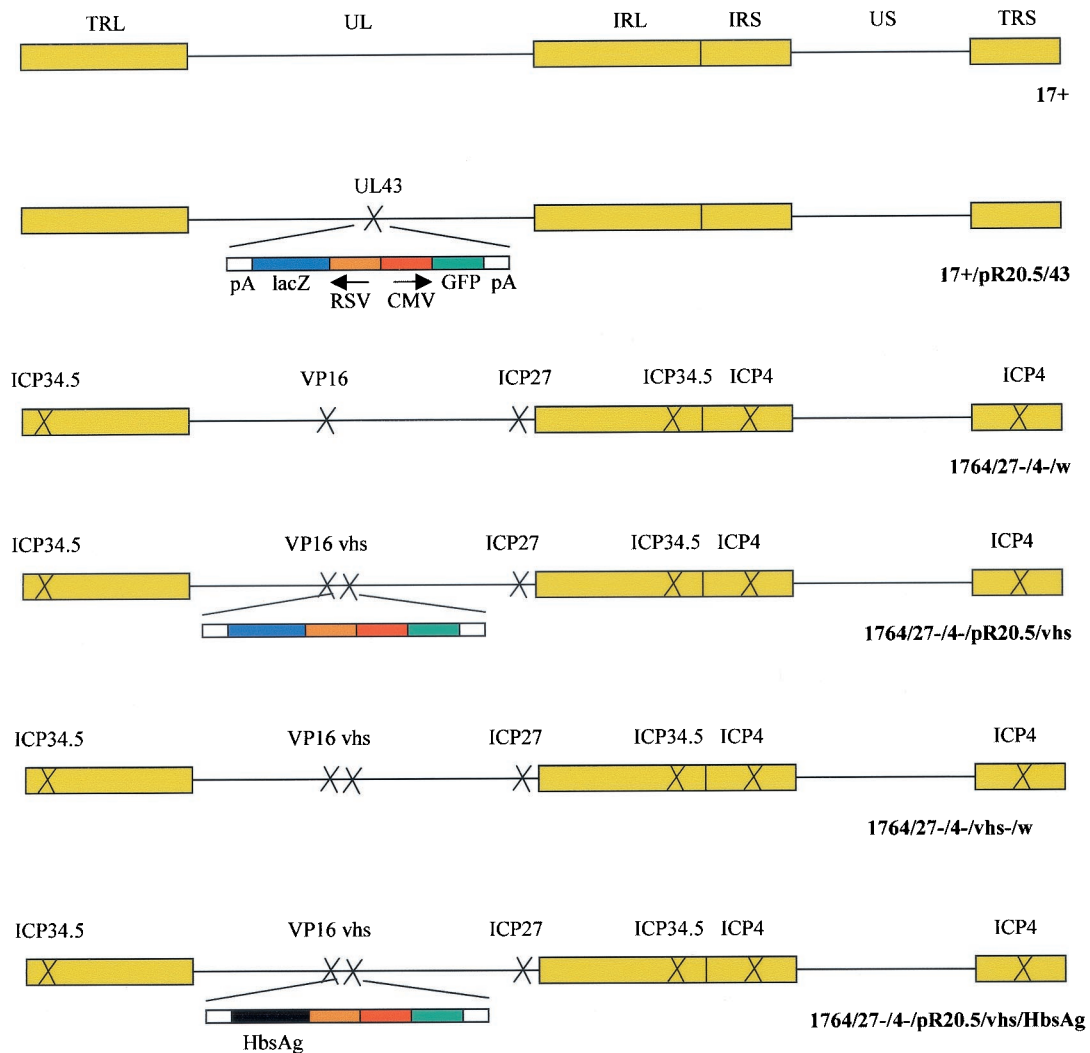 TRL UL IRL IRS US TRS
17+
UL43
pA lacZ RSV CMV GFP pA
17+/pR20.5/43
ICP34.5 VP16 ICP27 ICP34.5 ICP4 ICP4
1764/27-/4-/w
ICP34.5 VP16 vhs ICP27 ICP34.5 ICP4 ICP4
1764/27-/4-/pR20.5/vhs
ICP34.5 VP16 vhs ICP27 ICP34.5 ICP4 ICP4
1764/27-/4-/vhs-/w
ICP34.5 VP16 vhs ICP27 ICP34.5 ICP4 ICP4
1764/27-/4-/pR20.5/vhs/HbsAg
HbsAg